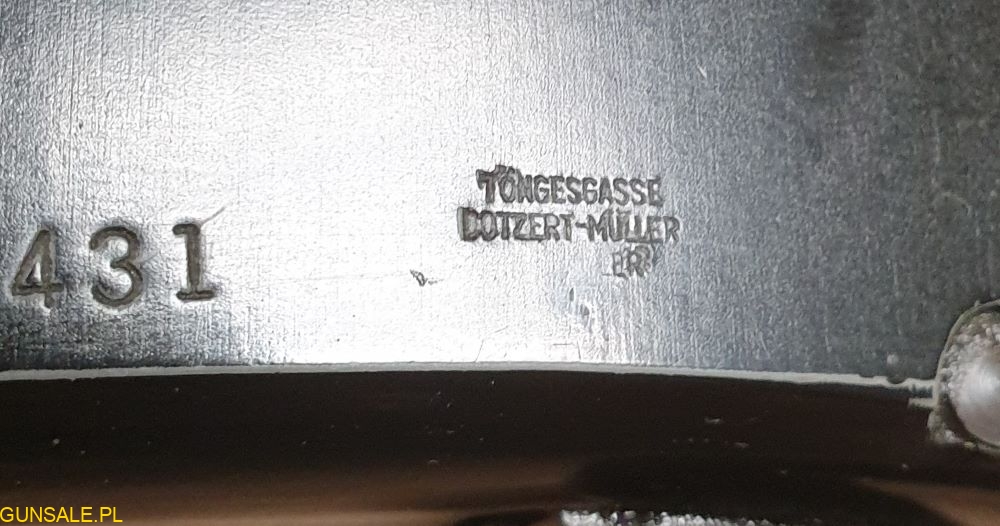 431
TÖNGESGASSE
DOTZERT-MÜLLER
GUNSALE.PL